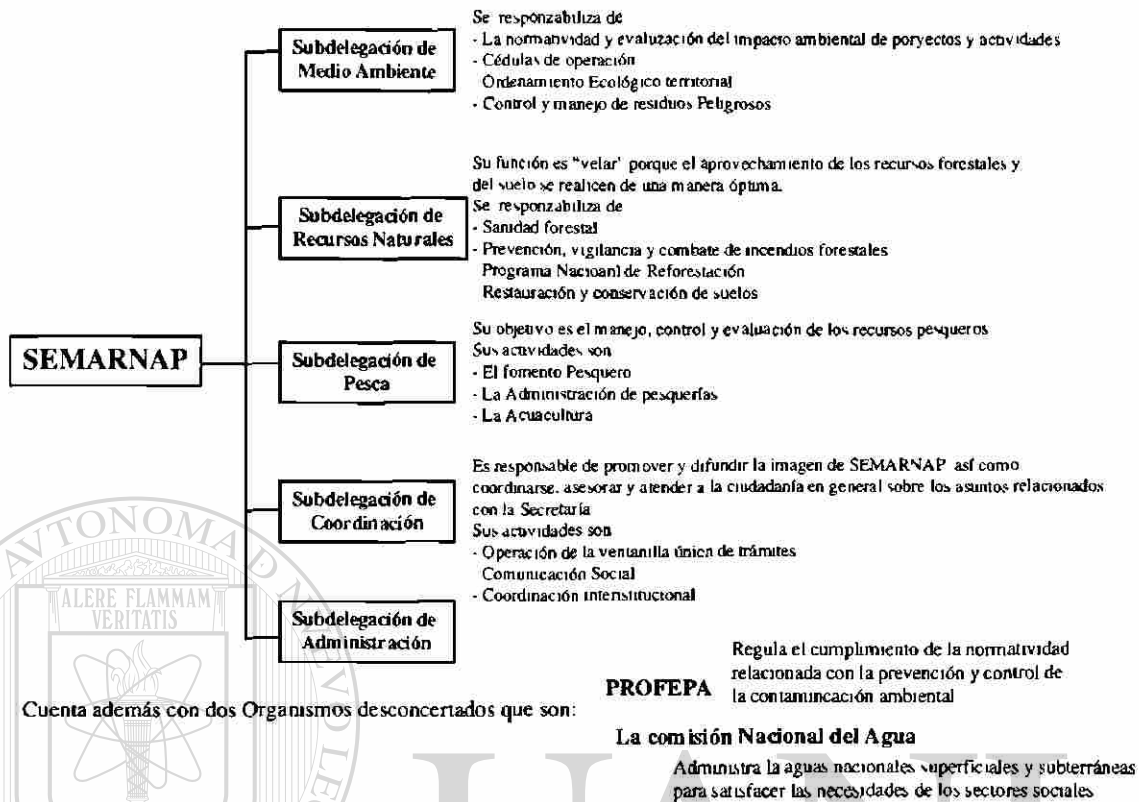 Se responzabiliza de
Subdelegación de
Medio Ambiente
- La normatividad y evaluzación del impacto ambiental de poryectos y actividades
- Cédulas de operación
Ordenamiento Ecológico territorial
- Control y manejo de residuos Peligrosos
Su función es "velar' porque el aprovechamiento de los recursos forestales y
del suelo se realicen de una manera óptima.
Subdelegación de
Recursos Naturales
Se responzabiliza de
- Sanidad forestal
- Prevención, vigilancia y combate de incendios forestales
Programa Nacioanl de Reforestación
Restauración y conservación de suelos
SEMARNAP
Subdelegación de
Pesca
Su objetivo es el manejo, control y evaluación de los recursos pesqueros
Sus actividades son
- El fomento Pesquero
- La Administración de pesquerías
- La Acuacultura
Subdelegación de
Coordinación
Es responsable de promover y difundir la imagen de SEMARNAP así como
coordinarse, asesorar y atender a la ciudadanía en general sobre los asuntos relacionados
con la Secretaría
Sus actividades son
- Operación de la ventanilla única de trámites
Comunicación Social
- Coordinación interstitucional
Subdelegación de
Administración
Cuenta además con dos Organismos desconcertados que son:
PROFEPA
Regula el cumplimiento de la normatividad
relacionada con la prevención y control de
la contamincación ambiental
La comisión Nacional del Agua
Administra la aguas nacionales superficiales y subterráneas
para satisfacer las necesidades de los sectores sociales
AVTONOMA
D NVEVO LE
ALERE FLAMMAM
VERITATIS